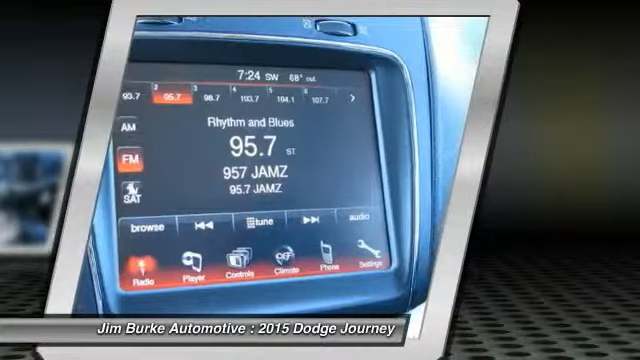 7:24 SW 68° out
93.7 2 95.7 3 98.7 4 103.7 5 104.1 6 107.7
AM
Rhythm and Blues
FM
95.7 ST
957 JAMZ
SAT
95.7 JAMZ
browse tune audio
Radio Player Controls OFF Climate Phone Settings
Jim Burke Automotive : 2015 Dodge Journey